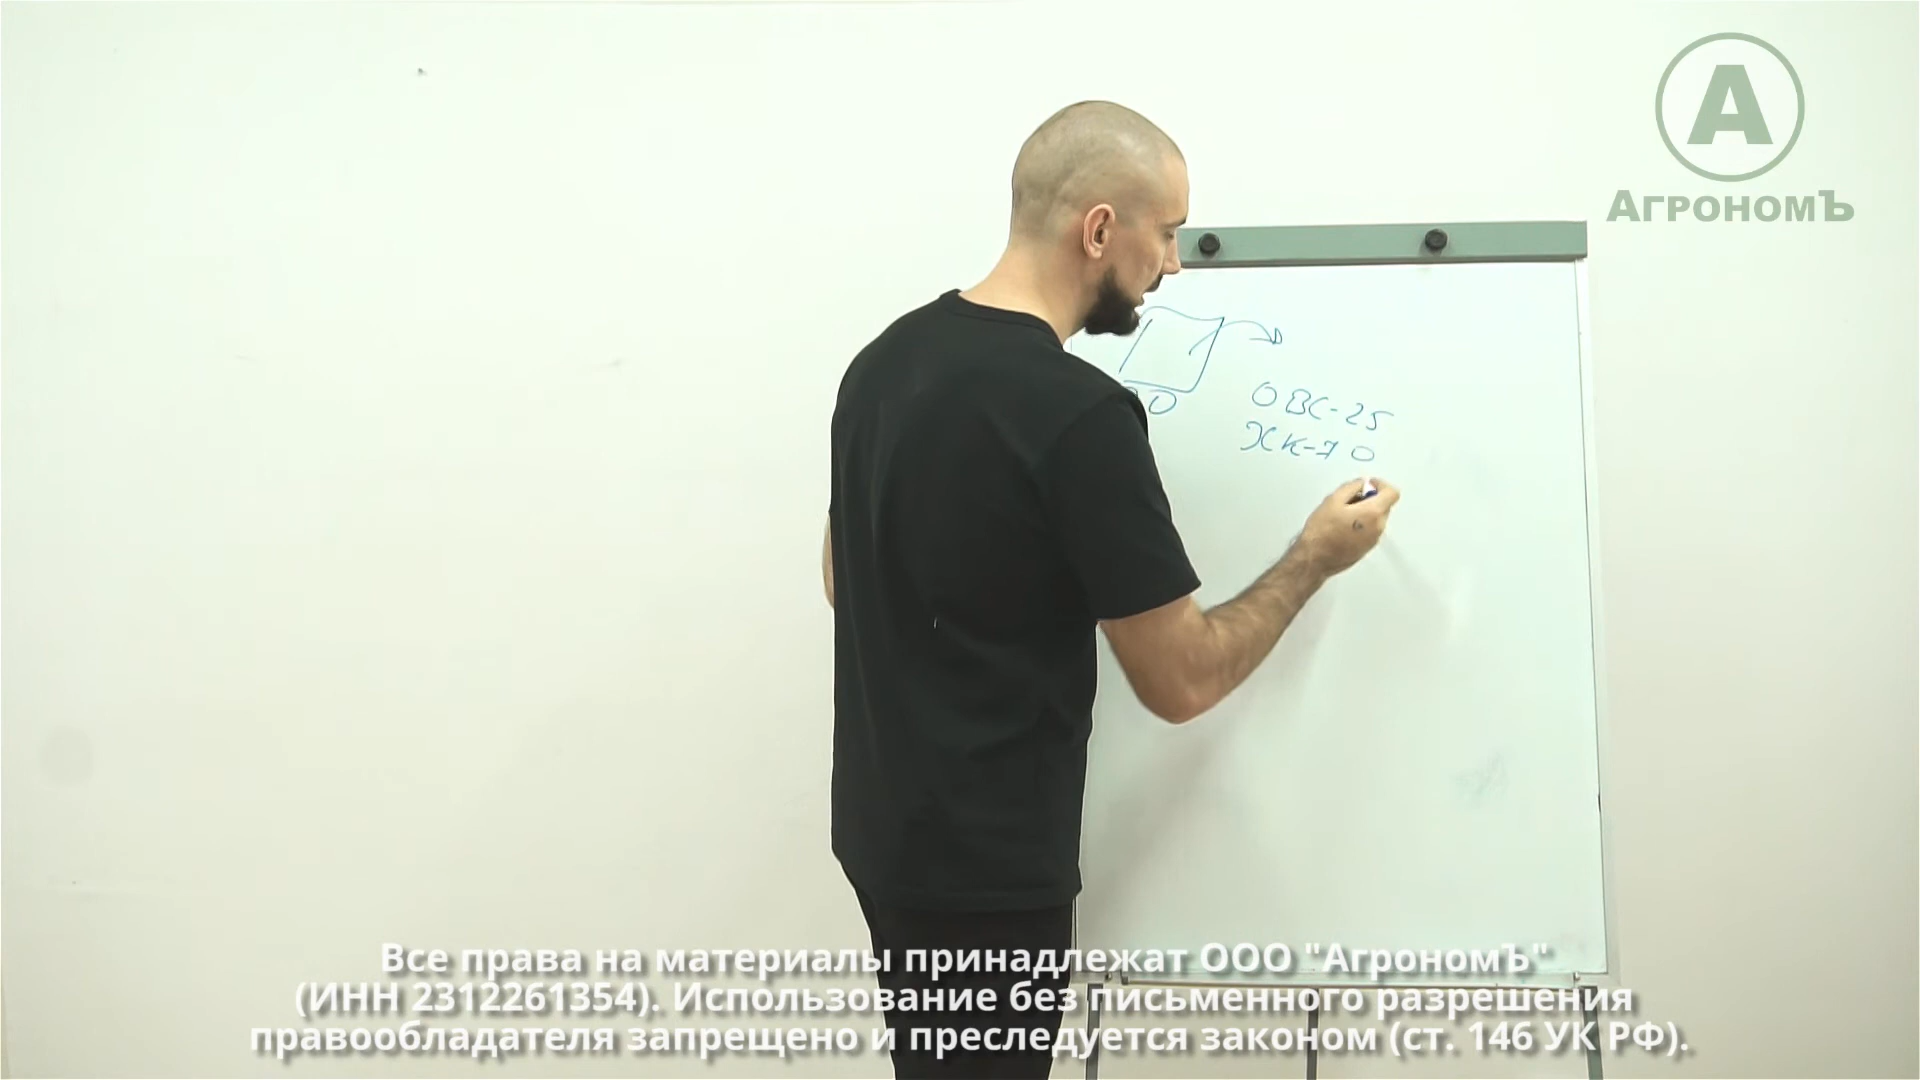 А
АгрономЪ
ОВС-25
ХК-70
Все права на материалы принадлежат ООО "АгрономЪ"
(ИНН 2312261354). Использование без письменного разрешения
правообладателя запрещено и преследуется законом (ст. 146 УК РФ).